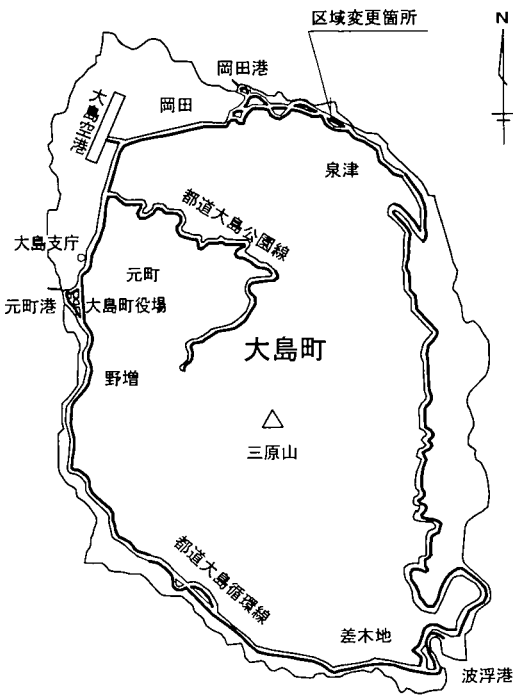 区域変更箇所
N
岡田港
岡田
大島空港
泉津
都道大島公園線
大島支庁
元町
元町港
大島町役場
大島町
野増
三原山
都道大島循環線
差木地
波浮港